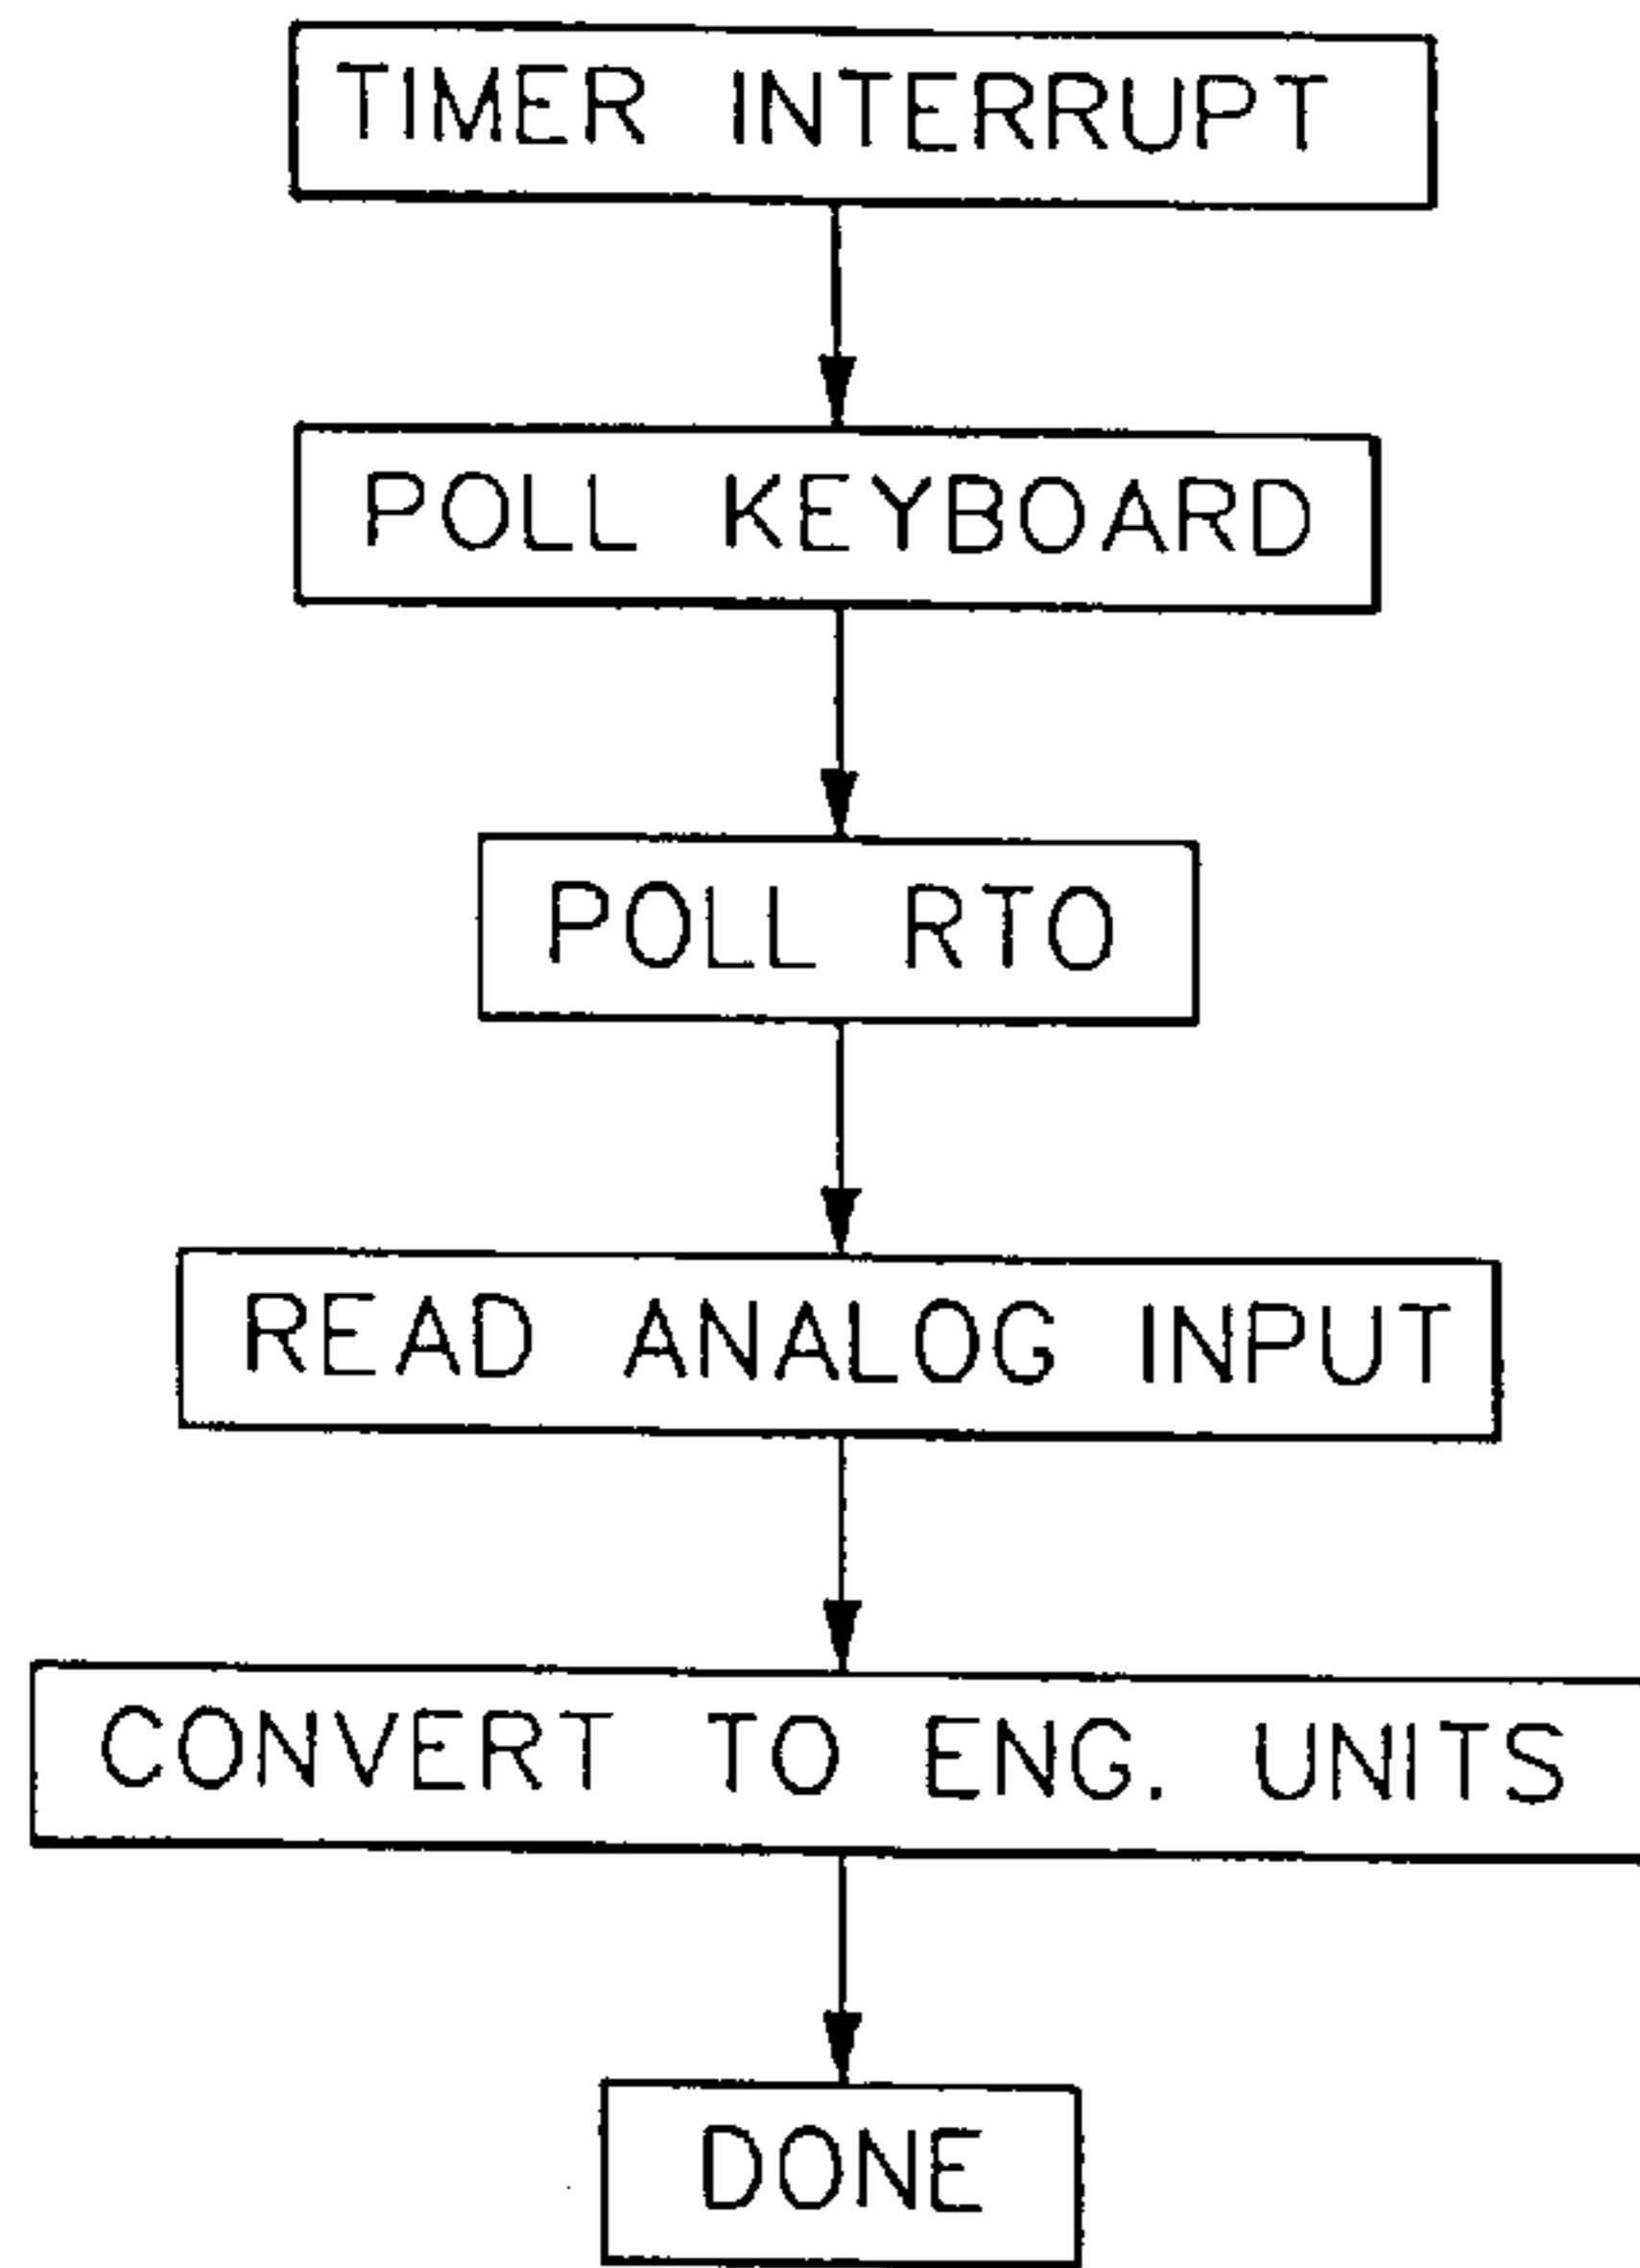 TIMER INTERRUPT
POLL KEYBOARD
POLL RTO
READ ANALOG INPUT
CONVERT TO ENG. UNITS
DONE